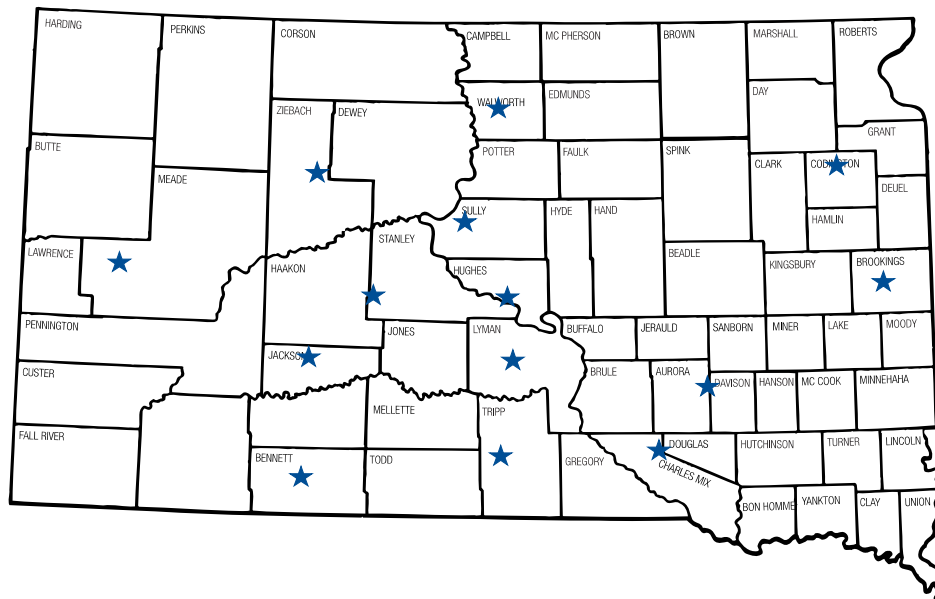 HARDING
PERKINS
CORSON
CAMPBELL
MC PHERSON
BROWN
MARSHALL
ROBERTS
ZIEBACH
DEWEY
WALWORTH
EDMUNDS
DAY
GRANT
BUTTE
MEADE
POTTER
FAULK
SPINK
CLARK
CODINGTON
DEUEL
SULLY
HYDE
HAND
HAMLIN
LAWRENCE
STANLEY
HAAKON
HUGHES
BEADLE
KINGSBURY
BROOKINGS
PENNINGTON
JONES
LYMAN
BUFFALO
JERAULD
SANBORN
MINER
LAKE
MOODY
JACKSON
CUSTER
BRULE
AURORA
DAVISON
HANSON
MC COOK
MINNEHAHA
MELLETTE
TRIPP
FALL RIVER
BENNETT
TODD
GREGORY
DOUGLAS
CHARLES MIX
HUTCHINSON
TURNER
LINCOLN
BON HOMME
YANKTON
CLAY
UNION